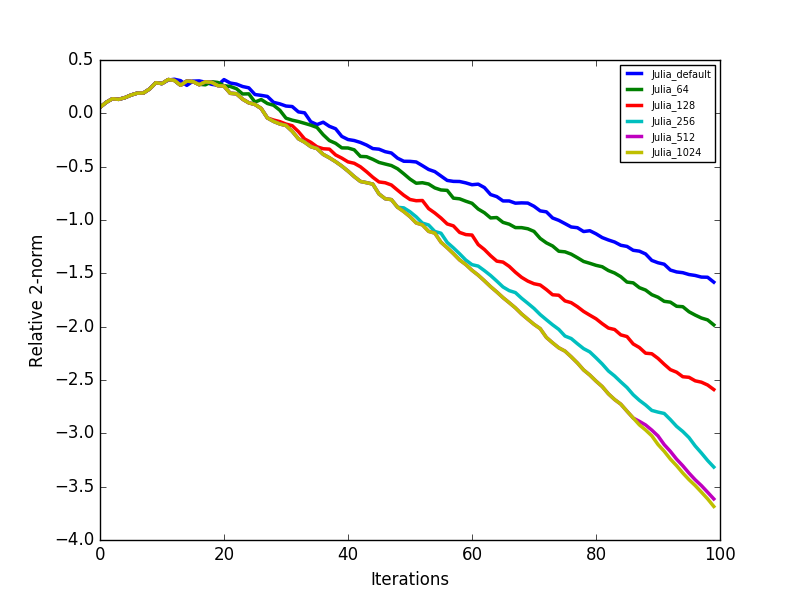 0.5
0.0
−0.5
−1.0
−1.5
−2.0
−2.5
−3.0
−3.5
−4.0
Relative 2-norm
Julia_default
Julia_64
Julia_128
Julia_256
Julia_512
Julia_1024
0 20 40 60 80 100
Iterations